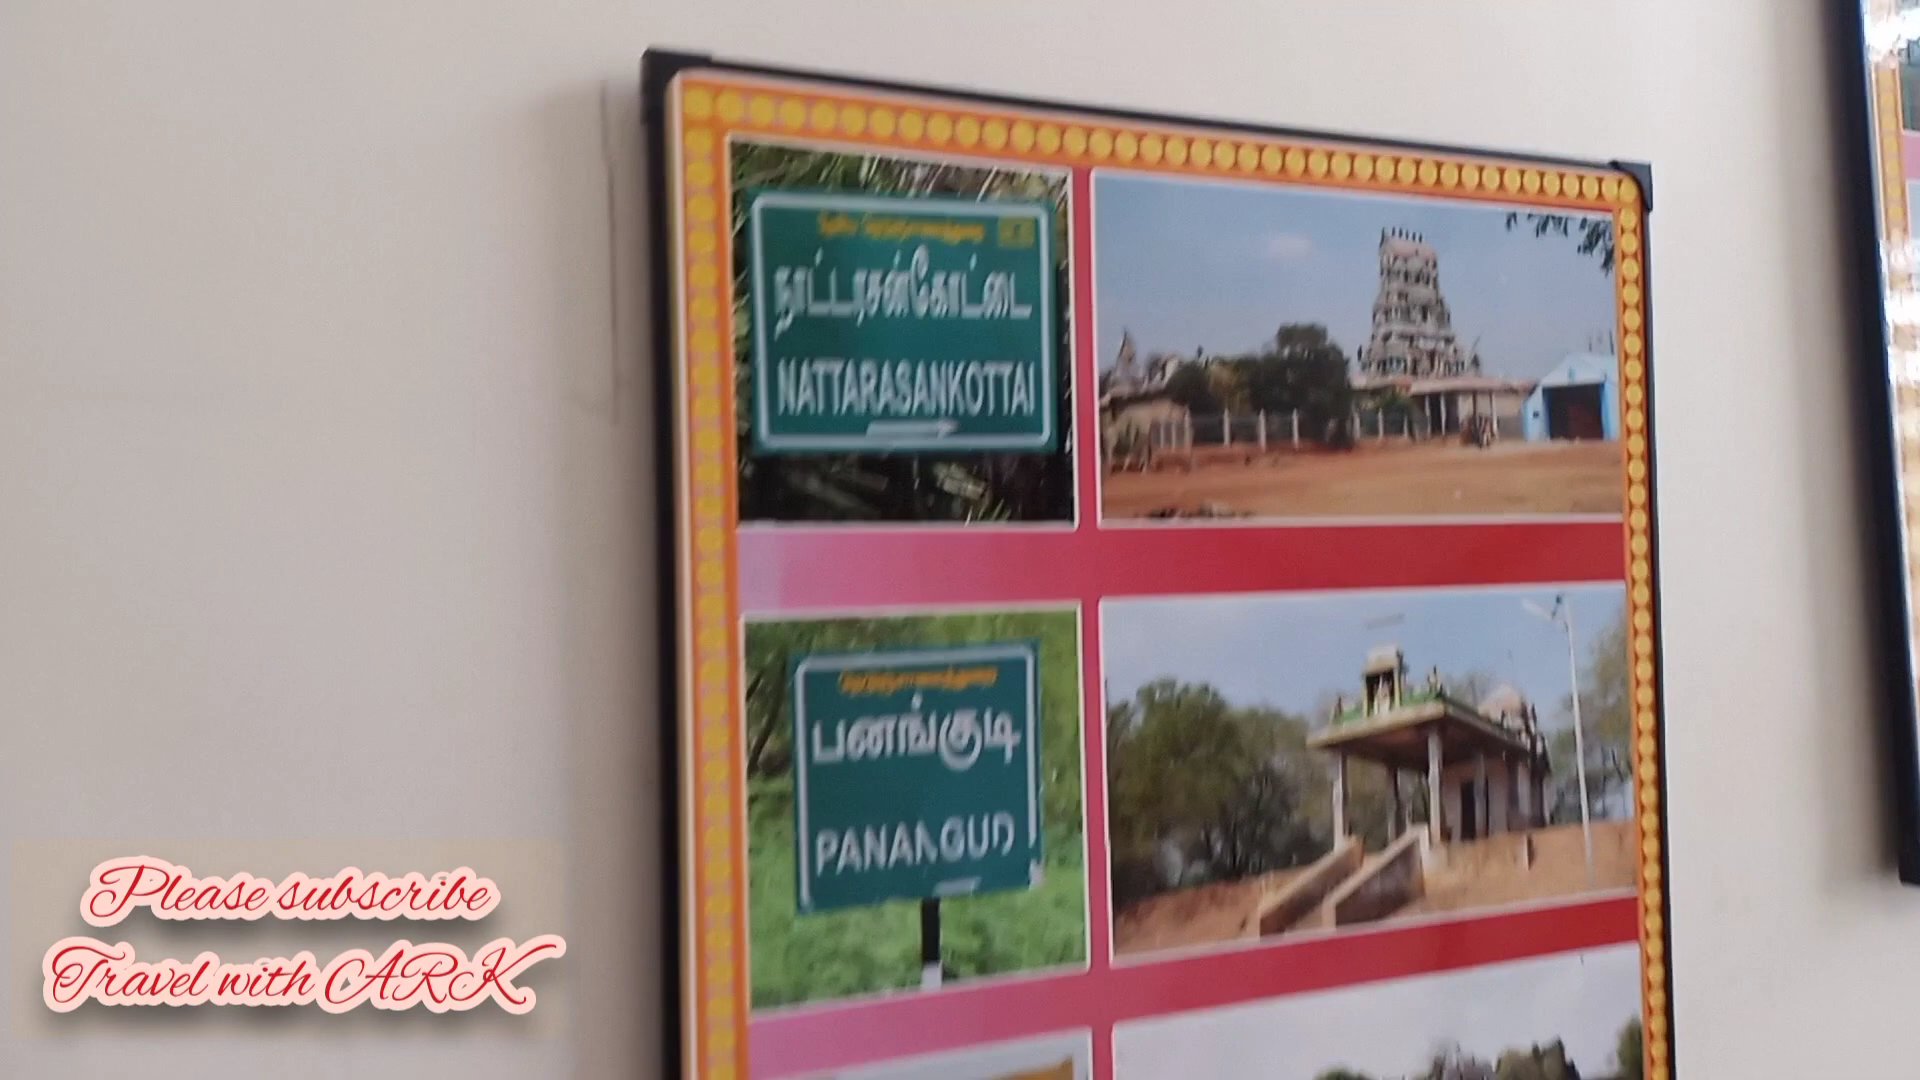 நாட்டரசன்கோட்டை
NATTARASANKOTTAI
பனங்குடி
PANANGUD
Please subscribe
Travel with ARK